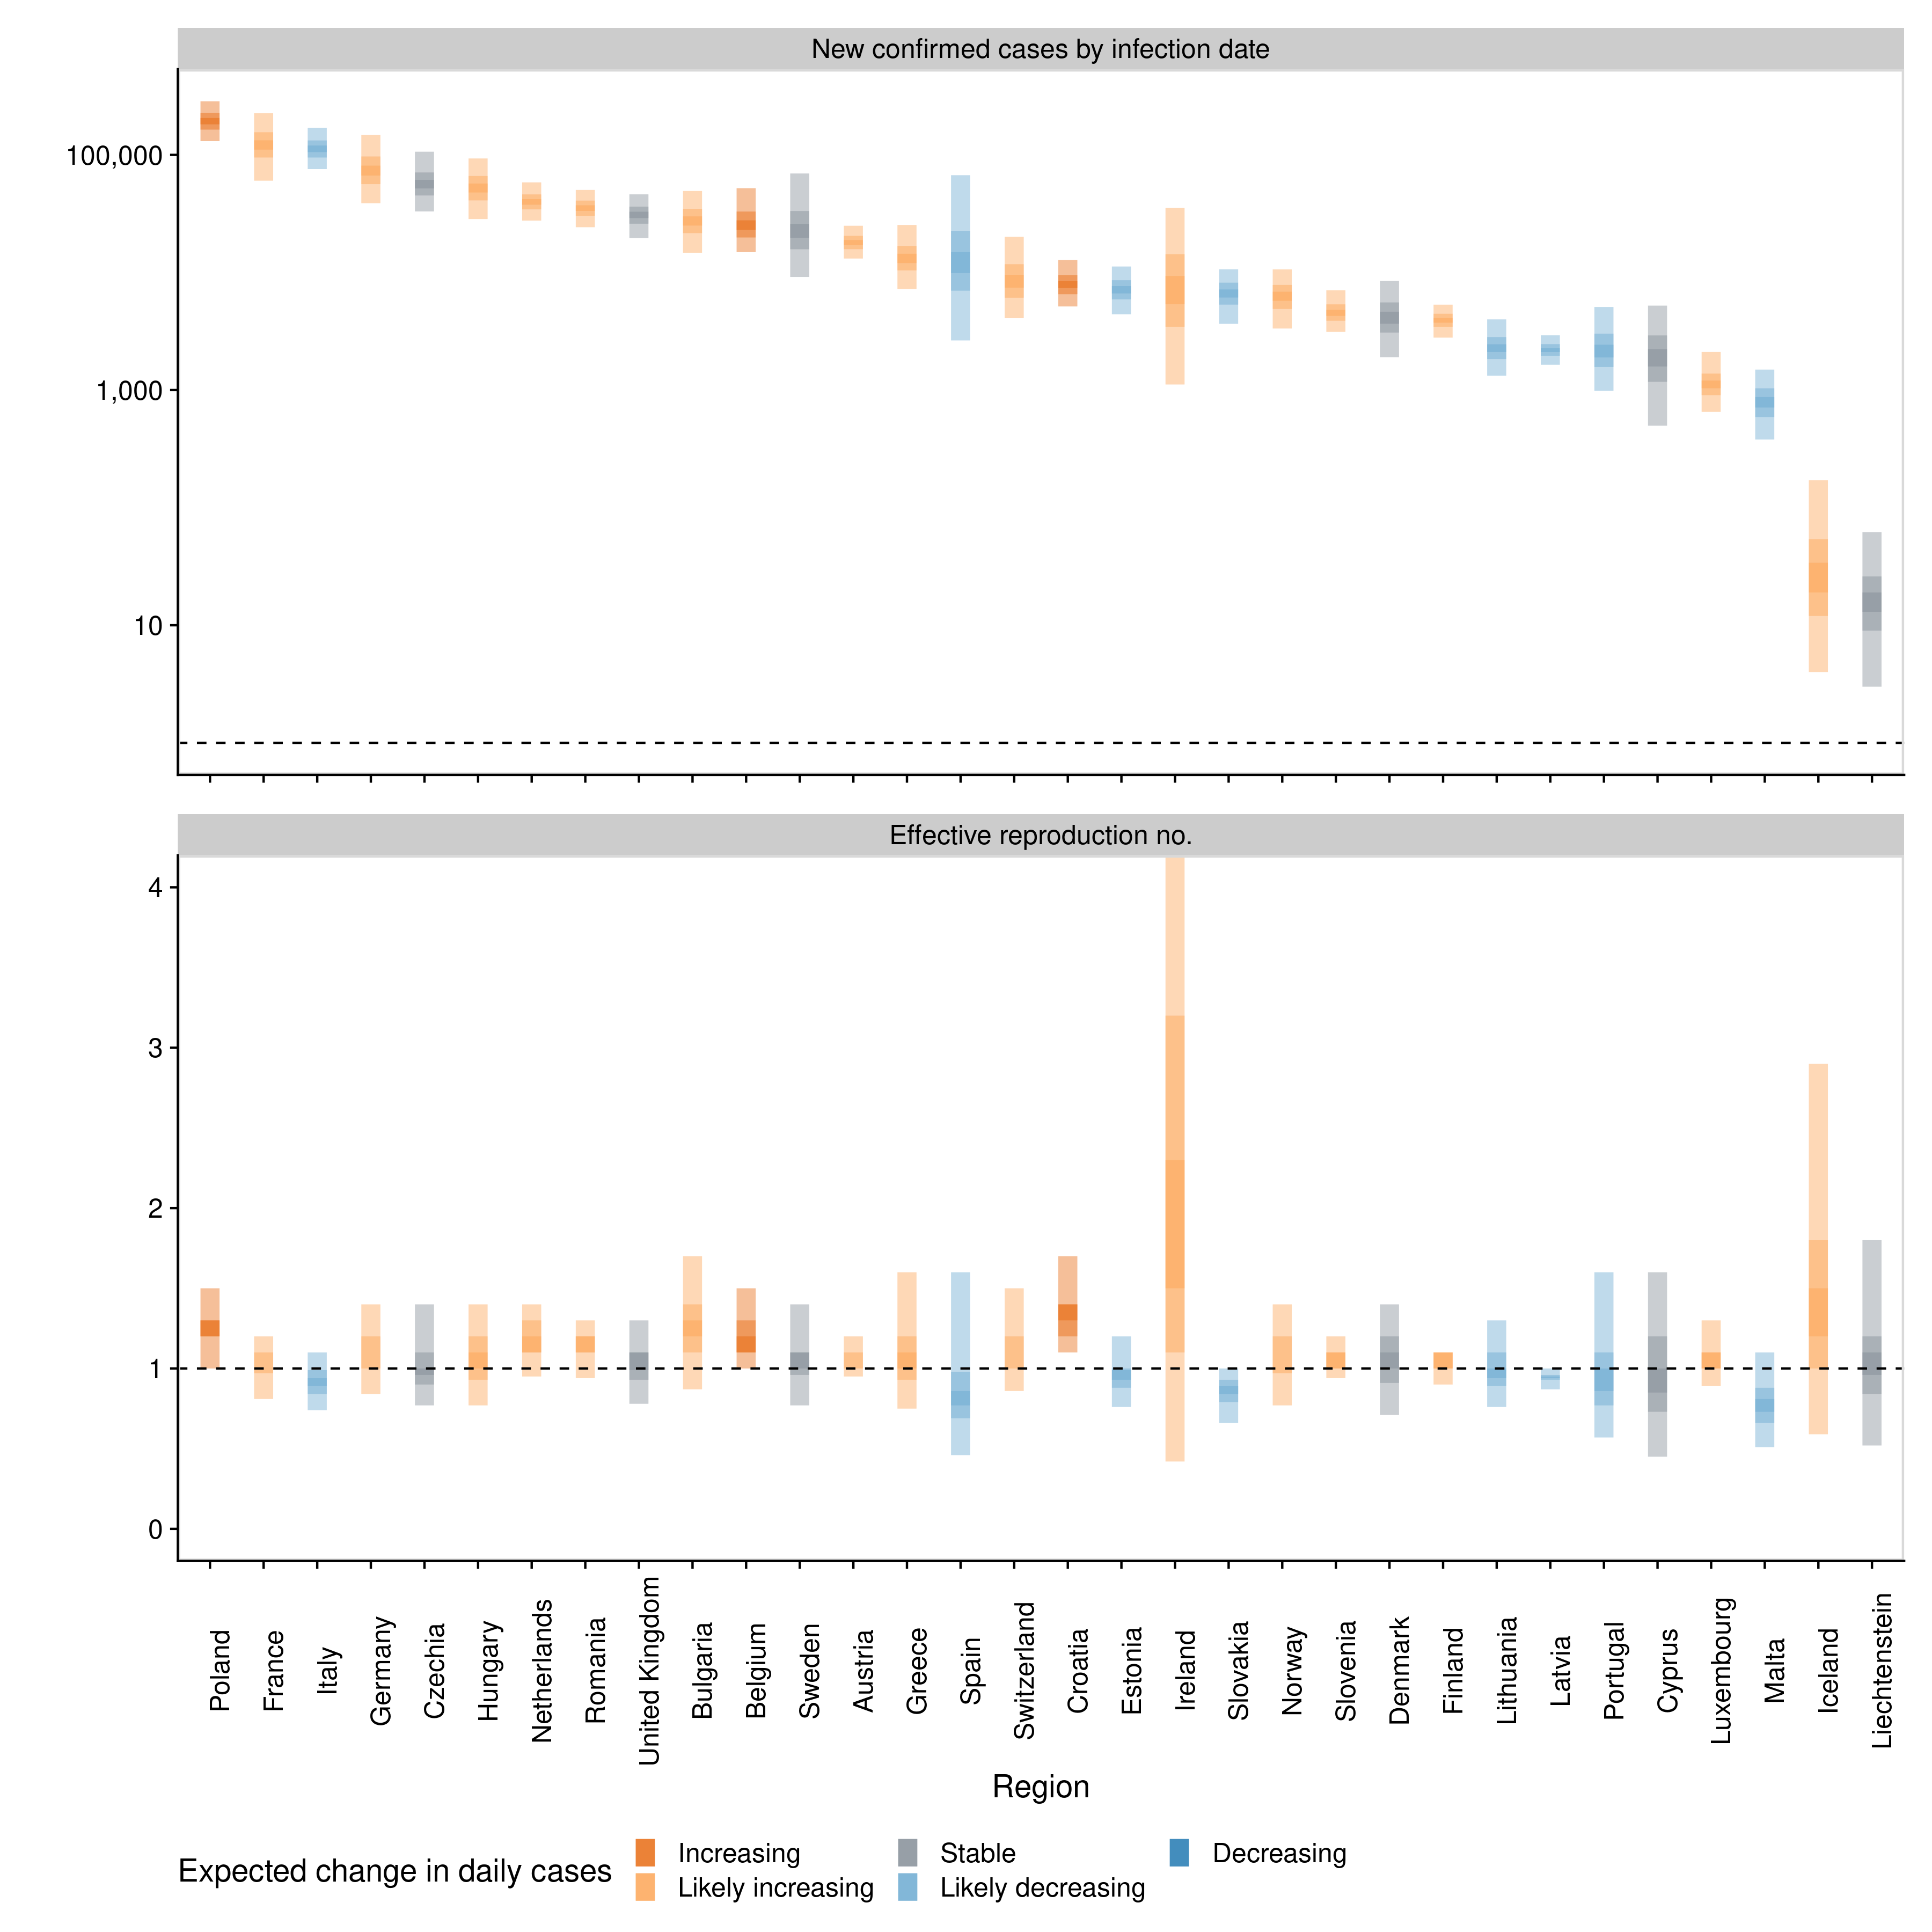 New confirmed cases by infection date
100,000
1,000
10
Effective reproduction no.
4
3
2
1
0
Poland
France
Italy
Germany
Czechia
Hungary
Netherlands
Romania
United Kingdom
Bulgaria
Belgium
Sweden
Austria
Greece
Spain
Switzerland
Croatia
Estonia
Ireland
Slovakia
Norway
Slovenia
Denmark
Finland
Lithuania
Latvia
Portugal
Cyprus
Luxembourg
Malta
Iceland
Liechtenstein
Region
Expected change in daily cases
Increasing
Stable
Decreasing
Likely increasing
Likely decreasing